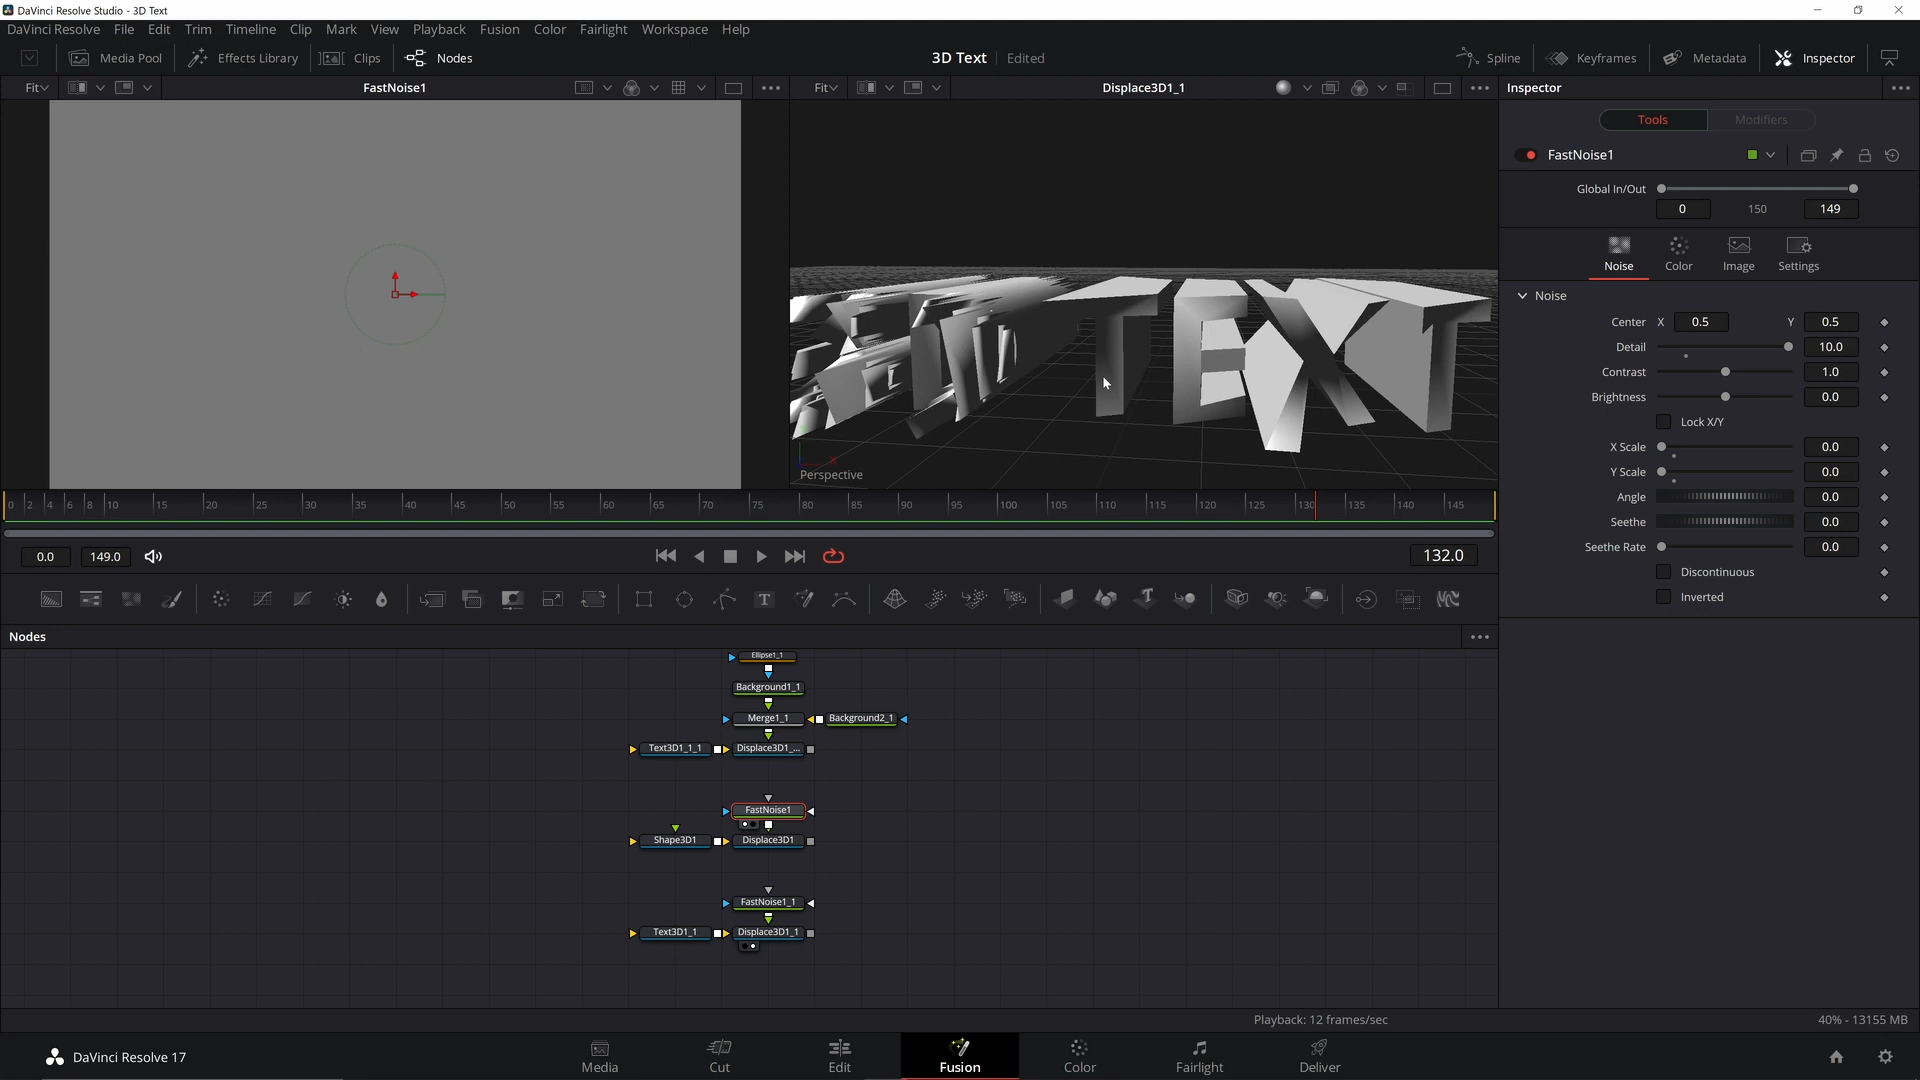 DaVinci Resolve Studio - 3D Text
DaVinci Resolve File Edit Trim Timeline Clip Mark View Playback Fusion Color Fairlight Workspace Help
Media Pool Effects Library Clips Nodes 3D Text Edited Spline Keyframes Metadata Inspector
Fit FastNoise1 Fit Displace3D1_1 Inspector
Tools Modifiers
FastNoise1
Global In/Out
0 150 149
Noise Color Image Settings
Noise
Center X 0.5 Y 0.5
Detail 10.0
Contrast 1.0
Brightness 0.0
Lock X/Y
X Scale 0.0
Y Scale 0.0
Angle 0.0
Seethe 0.0
Seethe Rate 0.0
Discontinuous
Inverted
TEXT
Perspective
0 2 4 6 8 10 15 20 25 30 35 40 45 50 55 60 65 70 75 80 85 90 95 100 105 110 115 120 125 130 135 140 145
0.0 149.0 132.0
Nodes
Ellipse1_1
Background1_1
Merge1_1 Background2_1
Text3D1_1_1 Displace3D1_...
FastNoise1
Shape3D1 Displace3D1
FastNoise1_1
Text3D1_1 Displace3D1_1
Playback: 12 frames/sec 40% - 13155 MB
DaVinci Resolve 17 Media Cut Edit Fusion Color Fairlight Deliver